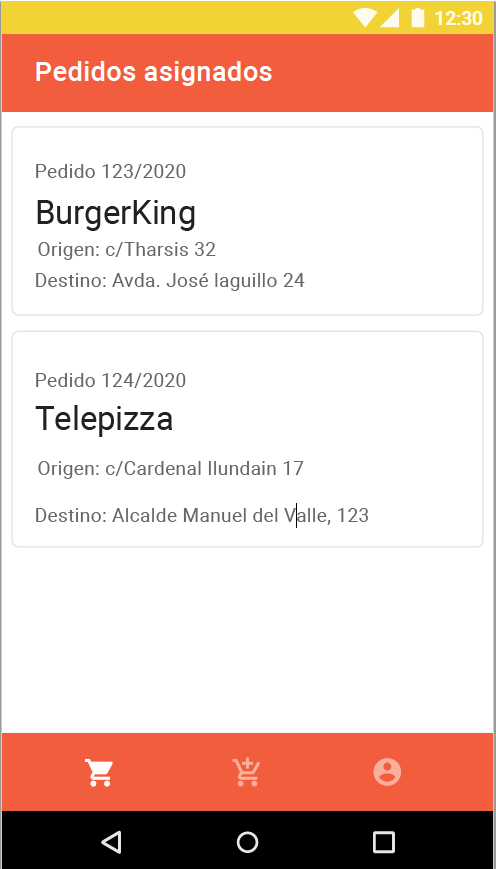 12:30
Pedidos asignados
Pedido 123/2020
BurgerKing
Origen: c/Tharsis 32
Destino: Avda. José laguillo 24
Pedido 124/2020
Telepizza
Origen: c/Cardenal Ilundain 17
Destino: Alcalde Manuel del Valle, 123